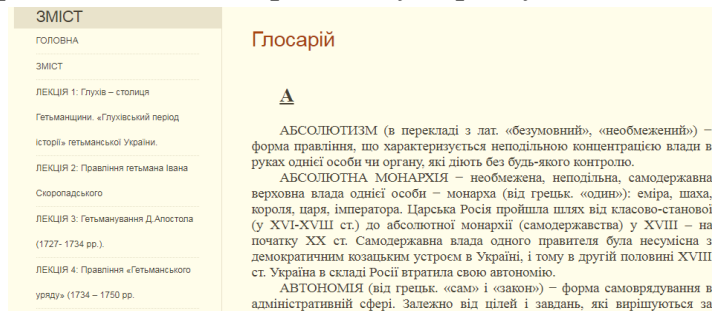 ЗМІСТ
ГОЛОВНА
ЗМІСТ
ЛЕКЦІЯ 1: Глухів – столиця
Гетьманщини. «Глухівський період
історії» гетьманської України.
ЛЕКЦІЯ 2: Правління гетьмана Івана
Скоропадського
ЛЕКЦІЯ 3: Гетьманування Д.Апостола
(1727- 1734 рр.).
ЛЕКЦІЯ 4: Правління «Гетьманського
уряду» (1734 – 1750 рр.
Глосарій
А
АБСОЛЮТИЗМ (в перекладі з лат. «безумовний», «необмежений») −
форма правління, що характеризується неподільною концентрацією влади в
руках однієї особи чи органу, які діють без будь-якого контролю.
АБСОЛЮТНА МОНАРХІЯ − необмежена, неподільна, самодержавна
верховна влада однієї особи − монарха (від грецьк. «один»): еміра, шаха,
короля, царя, імператора. Царська Росія пройшла шлях від класово-станової
(у XVI-XVШ ст.) до абсолютної монархії (самодержавства) у XVIII – на
початку XX ст. Самодержавна влада одного правителя була несумісна з
демократичним козацьким устроєм в Україні, і тому в другій половині XVIII
ст. Україна в складі Росії втратила свою автономію.
АВТОНОМІЯ (від грецьк. «сам» і «закон») − форма самоврядування в
адміністративній сфері. Залежно від цілей і завдань, які вирішуються за